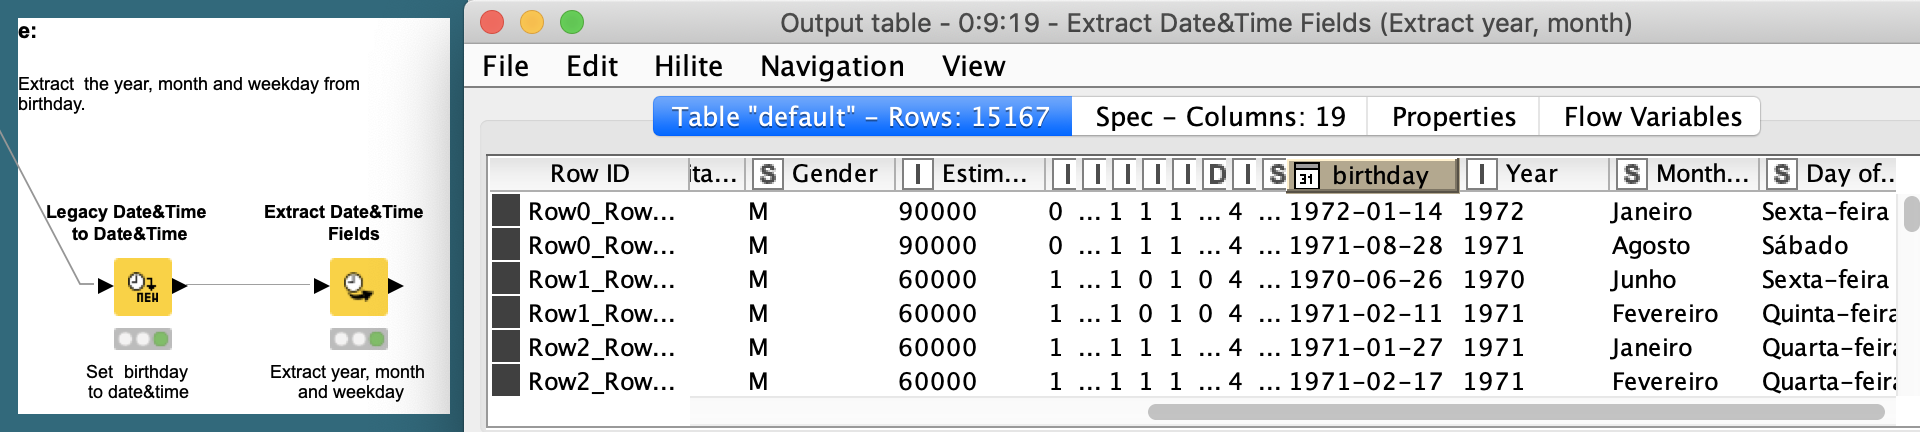 e:
Extract  the year, month and weekday from
birthday.
Legacy Date&Time
to Date&Time
Extract Date&Time
Fields
NEW
Set  birthday
to date&time
Extract year, month
and weekday
Output table - 0:9:19 - Extract Date&Time Fields (Extract year, month)
File Edit Hilite Navigation View
Table "default" - Rows: 15167 Spec - Columns: 19 Properties Flow Variables
Row ID ita... S Gender I Estim... I I I I I D I S 31 birthday I Year S Month... S Day of...
Row0_Row... M 90000 0 ... 1 1 1 ... 4 ... 1972-01-14 1972 Janeiro Sexta-feira
Row0_Row... M 90000 0 ... 1 1 1 ... 4 ... 1971-08-28 1971 Agosto Sábado
Row1_Row... M 60000 1 ... 1 0 1 0 4 ... 1970-06-26 1970 Junho Sexta-feira
Row1_Row... M 60000 1 ... 1 0 1 0 4 ... 1971-02-11 1971 Fevereiro Quinta-feira
Row2_Row... M 60000 1 ... 1 1 1 ... 4 ... 1971-01-27 1971 Janeiro Quarta-feira
Row2_Row... M 60000 1 ... 1 1 1 ... 4 ... 1971-02-17 1971 Fevereiro Quarta-feira